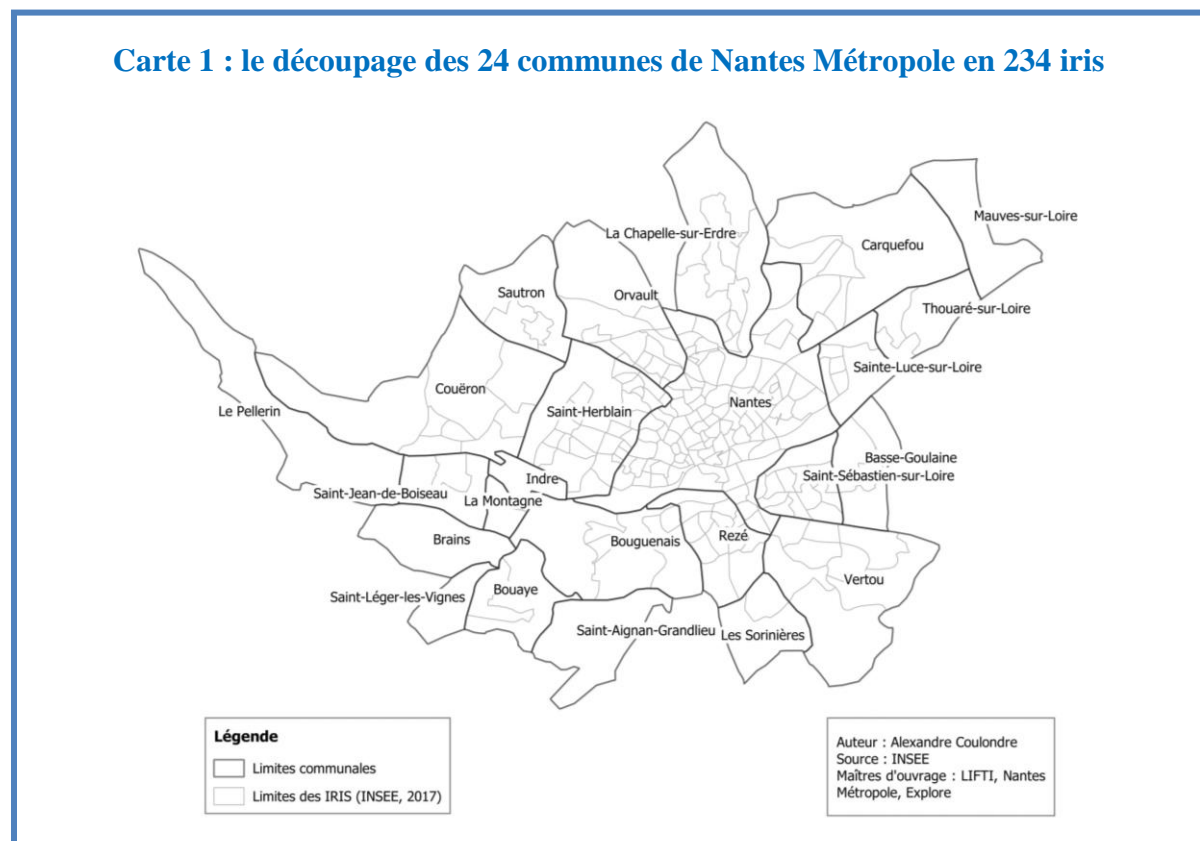 Carte 1 : le découpage des 24 communes de Nantes Métropole en 234 iris
Mauves-sur-Loire
La Chapelle-sur-Erdre
Carquefou
Sautron
Orvault
Thouaré-sur-Loire
Sainte-Luce-sur-Loire
Couëron
Nantes
Le Pellerin
Saint-Herblain
Basse-Goulaine
Saint-Sébastien-sur-Loire
Indre
Saint-Jean-de-Boiseau
La Montagne
Brains
Bouguenais
Rezé
Vertou
Bouaye
Saint-Léger-les-Vignes
Saint-Aignan-Grandlieu
Les Sorinières
Légende
Limites communales
Limites des IRIS (INSEE, 2017)
Auteur : Alexandre Coulondre
Source : INSEE
Maîtres d'ouvrage : LIFTI, Nantes
Métropole, Explore